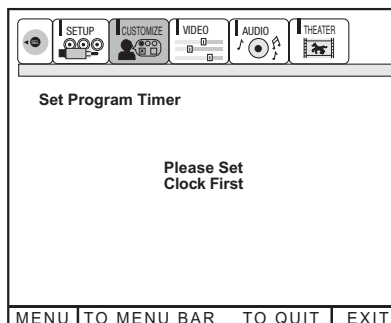 SETUP CUSTOMIZE VIDEO AUDIO THEATER
Set Program Timer
Please Set
Clock First
MENU TO MENU BAR TO QUIT EXIT